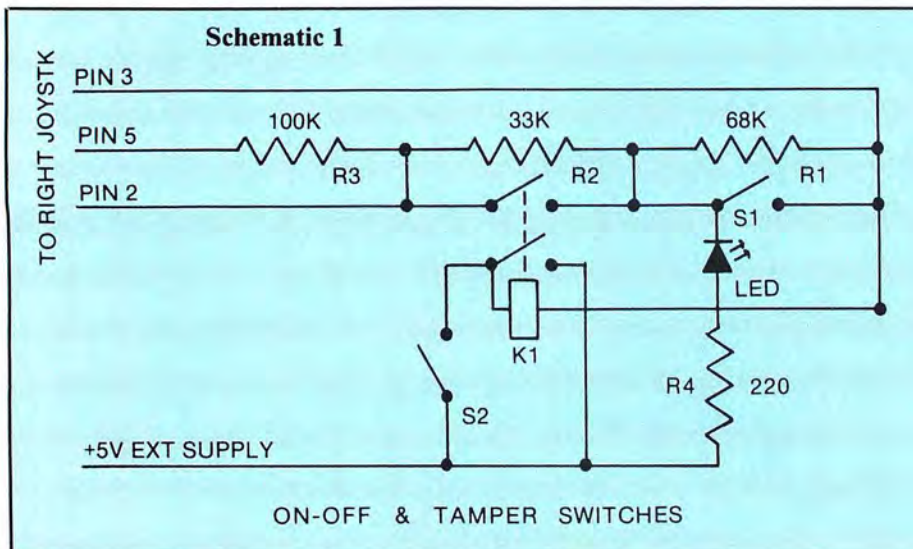 Schematic 1
TO RIGHT JOYSTK
PIN 3
100K
33K
68K
PIN 5
R3
R2
R1
PIN 2
S1
LED
K1
R4
220
S2
+5V EXT SUPPLY
ON-OFF & TAMPER SWITCHES